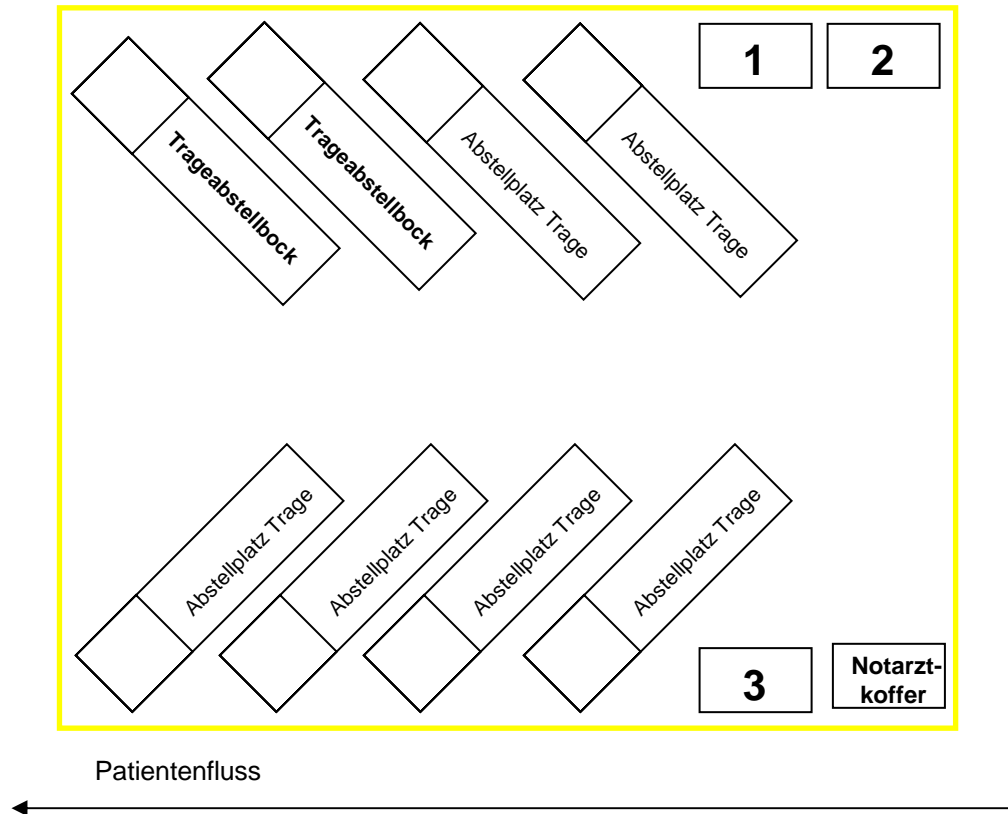 1
2
Trageabstellbock
Trageabstellbock
Abstellplatz Trage
Abstellplatz Trage
Abstellplatz Trage
Abstellplatz Trage
Abstellplatz Trage
Abstellplatz Trage
3
Notarzt-
koffer
Patientenfluss